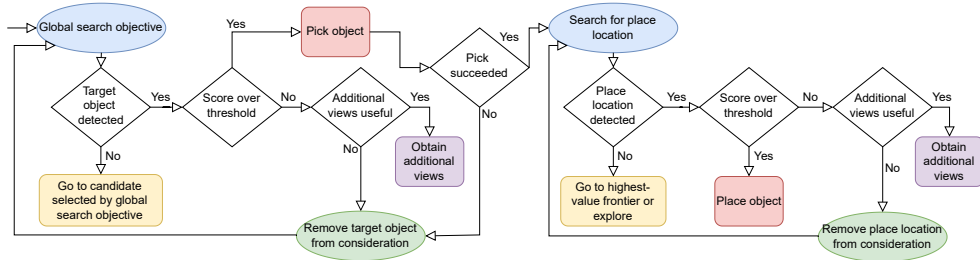 Global search objective
Target
object
detected
Yes
No
Go to candidate
selected by global
search objective
Score over
threshold
Yes
No
Pick object
Additional
views useful
Yes
No
Obtain
additional
views
Pick
succeeded
Yes
No
Remove target object
from consideration
Search for place
location
Place
location
detected
Yes
No
Go to highest-
value frontier or
explore
Score over
threshold
No
Yes
Place object
Additional
views useful
Yes
No
Obtain
additional
views
Remove place location
from consideration